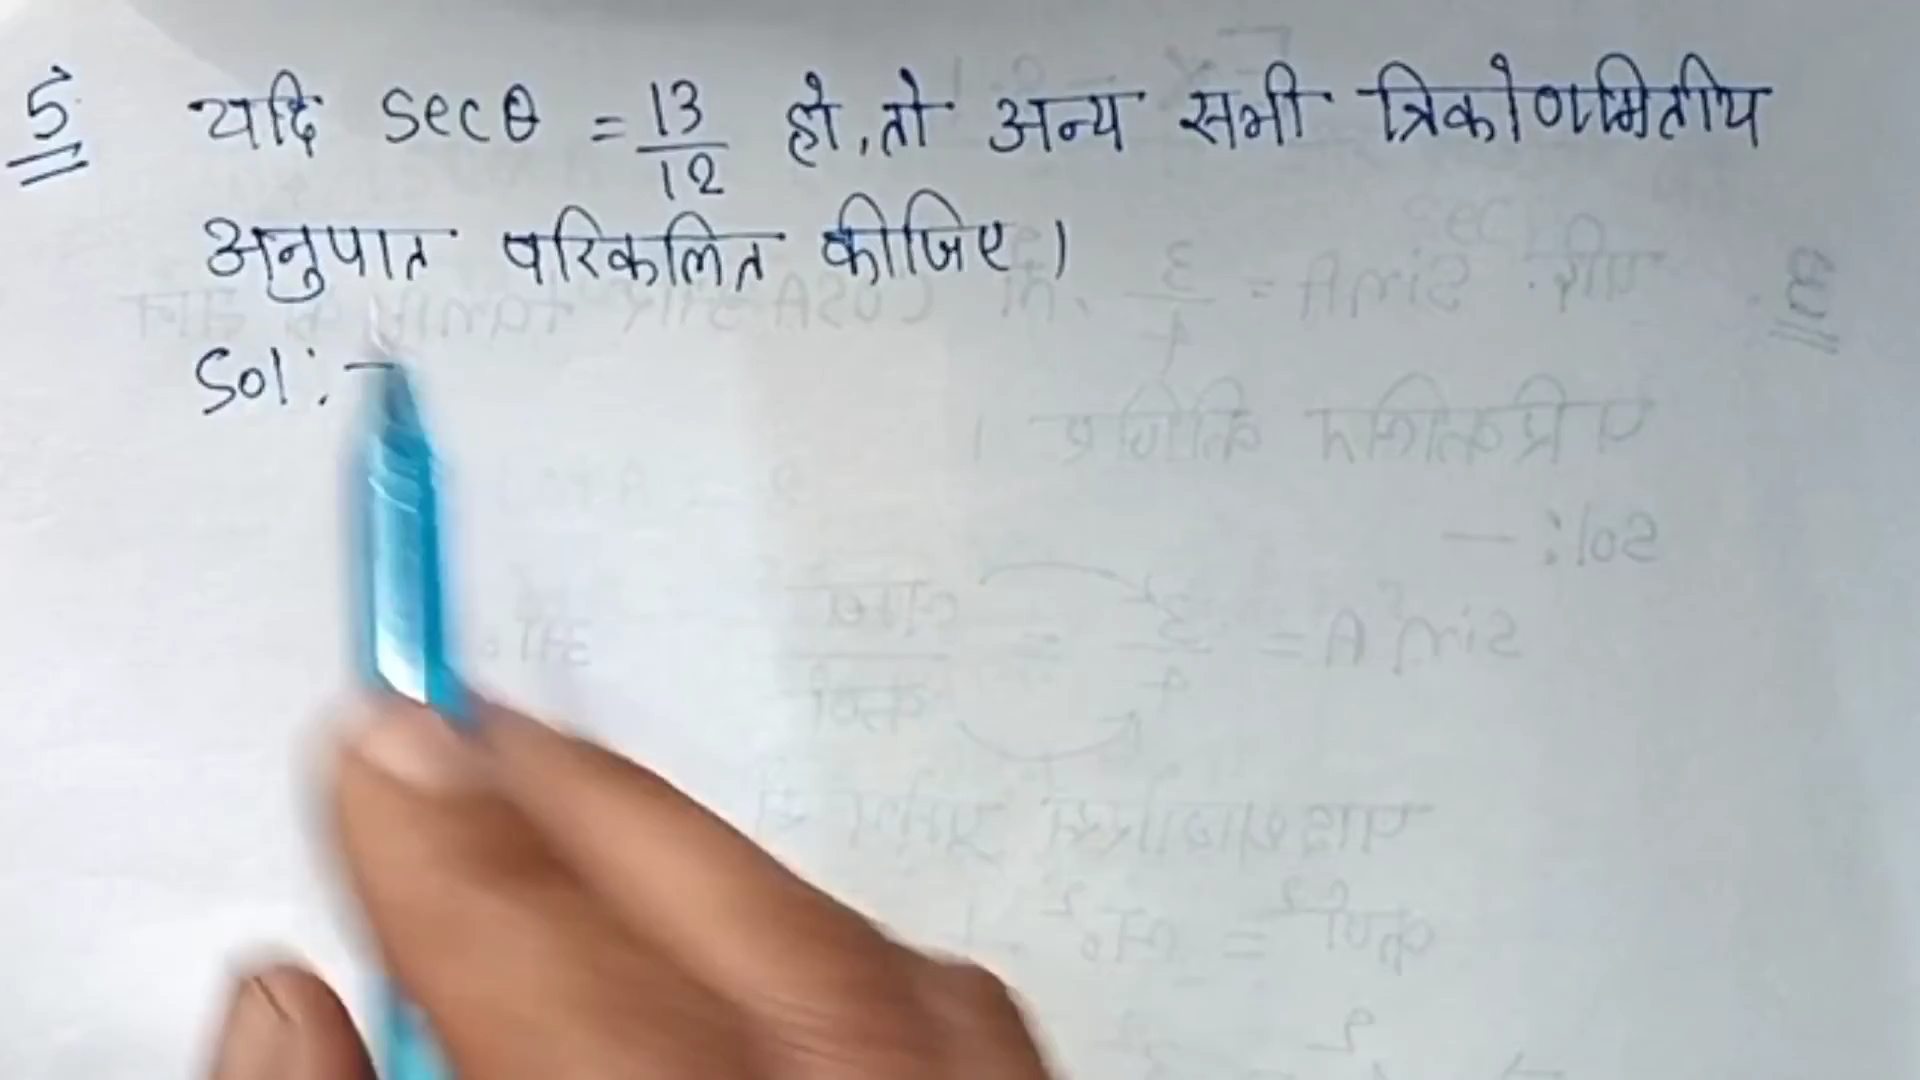 5 यदि secθ = 13/12 हो, तो अन्य सभी त्रिकोणमितीय
अनुपात परिकलित कीजिए।
Sol: -